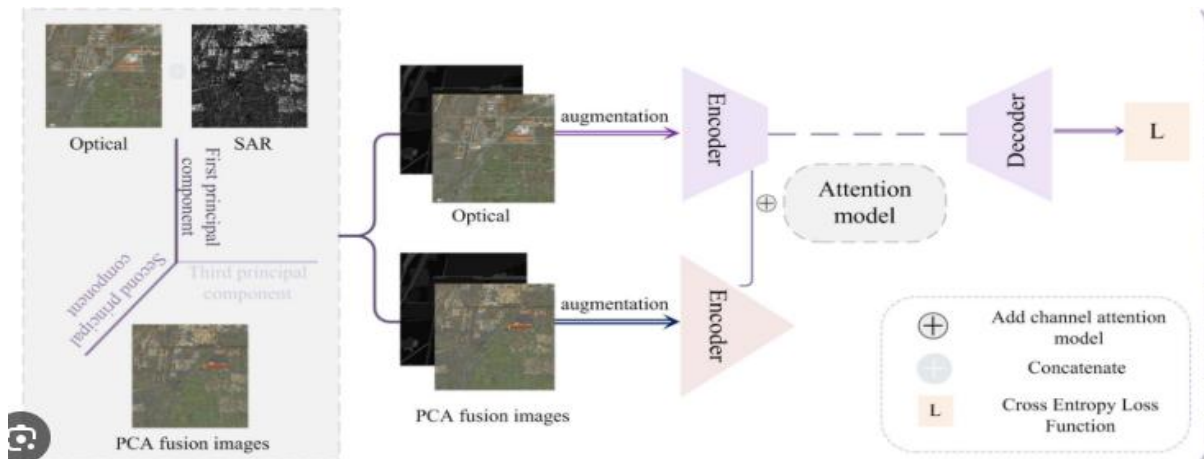 Optical
SAR
First principal
component
Second principal
component
Third principal
component
PCA fusion images
Optical
augmentation
Encoder
Decoder
L
Attention
model
PCA fusion images
augmentation
Encoder
Add channel attention
model
Concatenate
L
Cross Entropy Loss
Function